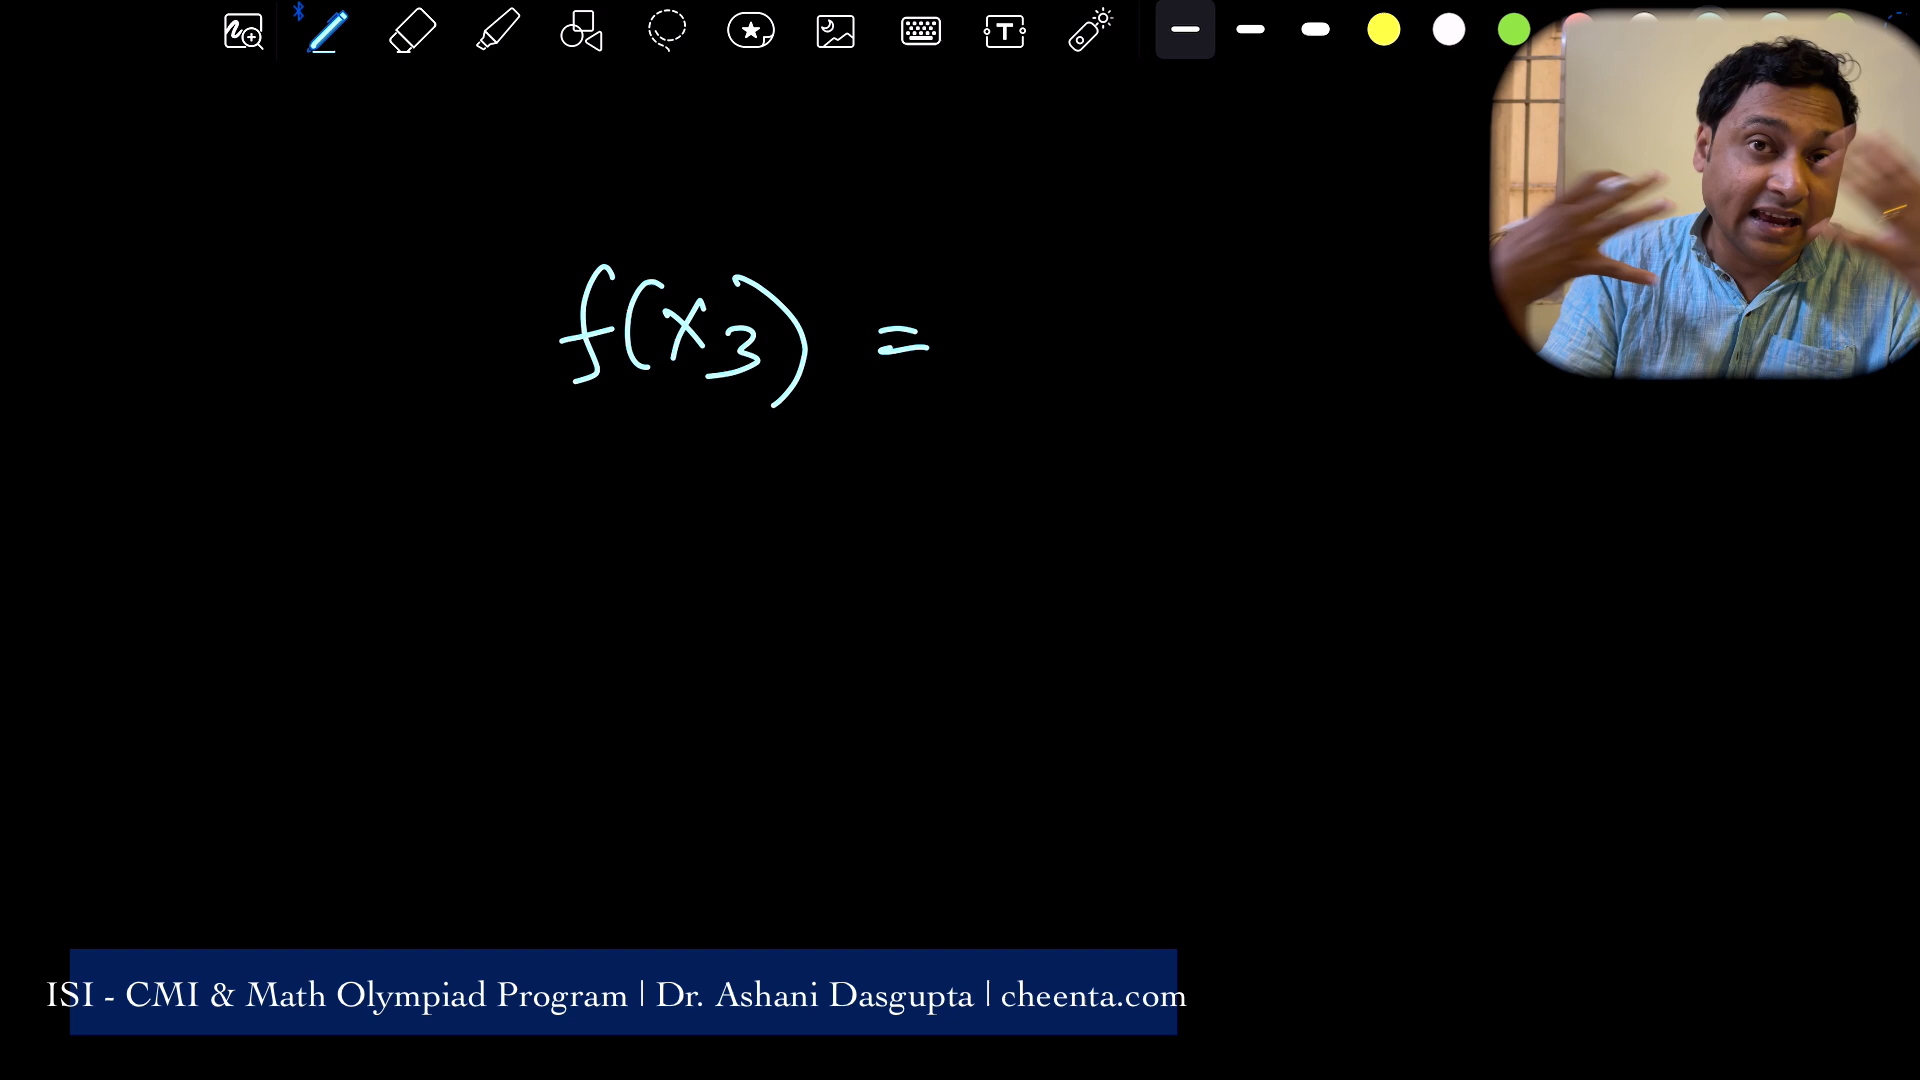 f(x₃) =
ISI - CMI & Math Olympiad Program | Dr. Ashani Dasgupta | cheenta.com